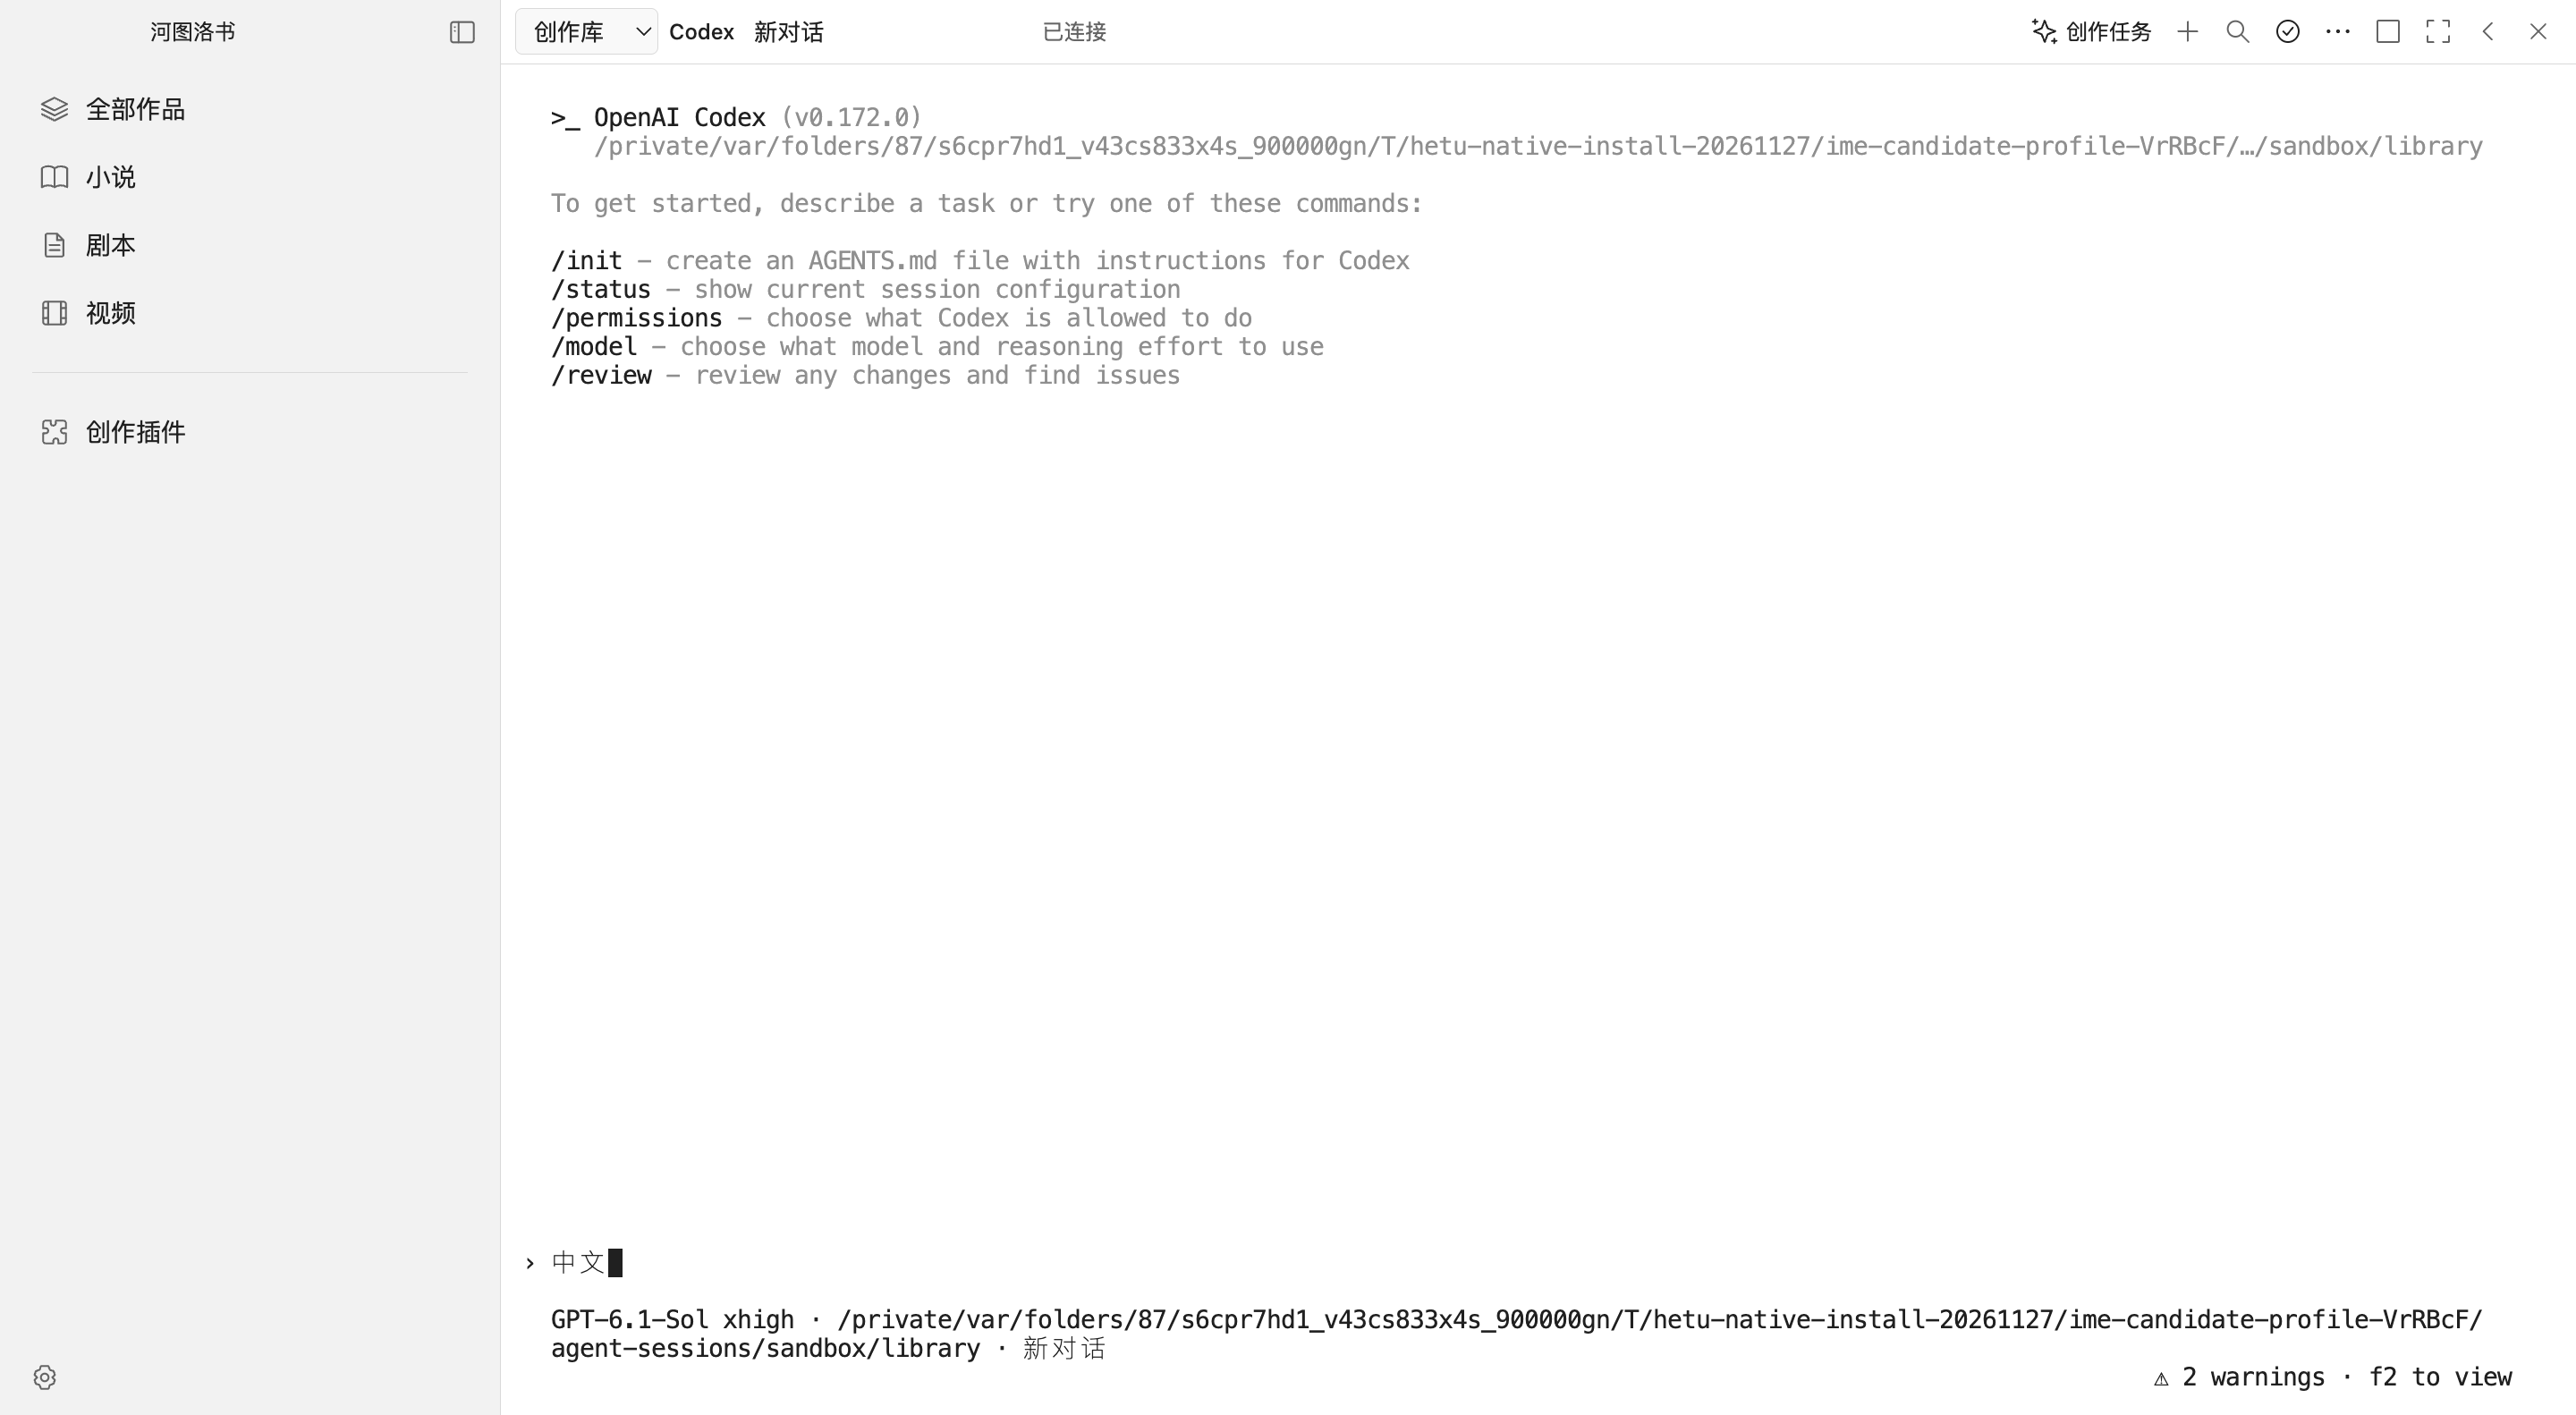 河图洛书
全部作品
小说
剧本
视频
创作插件
创作库 Codex 新对话 已连接 创作任务
>_ OpenAI Codex (v0.172.0)
/private/var/folders/87/s6cpr7hd1_v43cs833x4s_900000gn/T/hetu-native-install-20261127/ime-candidate-profile-VrRBcF/…/sandbox/library
To get started, describe a task or try one of these commands:
/init - create an AGENTS.md file with instructions for Codex
/status - show current session configuration
/permissions - choose what Codex is allowed to do
/model - choose what model and reasoning effort to use
/review - review any changes and find issues
› 中文
GPT-6.1-Sol xhigh · /private/var/folders/87/s6cpr7hd1_v43cs833x4s_900000gn/T/hetu-native-install-20261127/ime-candidate-profile-VrRBcF/
agent-sessions/sandbox/library · 新对话
⚠ 2 warnings · f2 to view